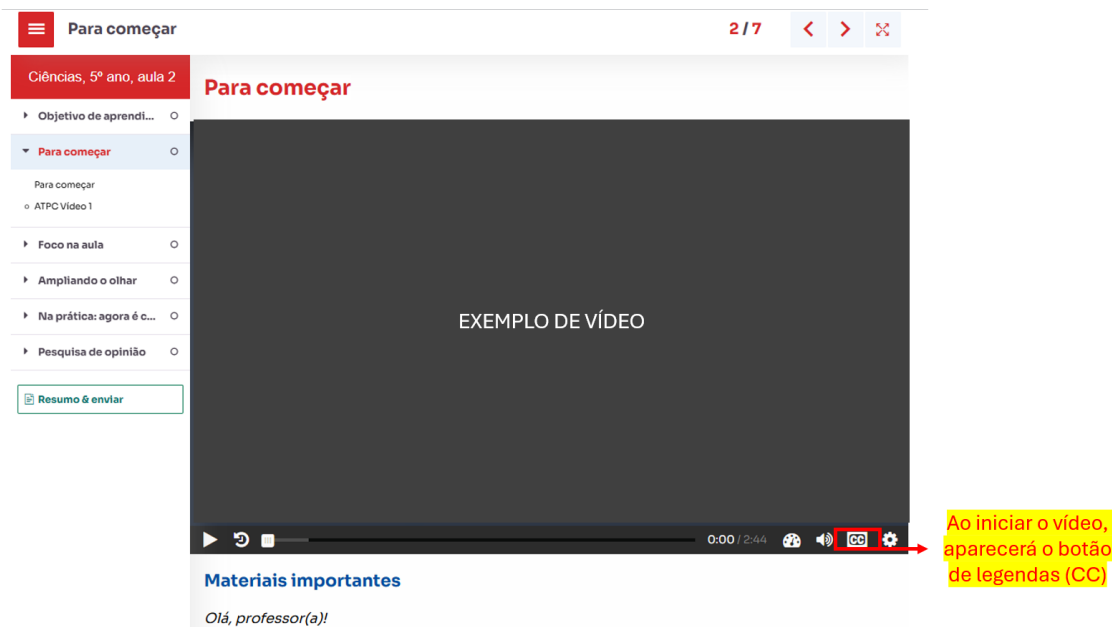 Para começar
2 / 7
Ciências, 5º ano, aula 2
Objetivo de aprendi...
Para começar
Para começar
ATPC Vídeo 1
Foco na aula
Ampliando o olhar
Na prática: agora é c...
Pesquisa de opinião
Resumo & enviar
Para começar
EXEMPLO DE VÍDEO
0:00 / 2:44
CC
Ao iniciar o vídeo,
aparecerá o botão
de legendas (CC)
Materiais importantes
Olá, professor(a)!